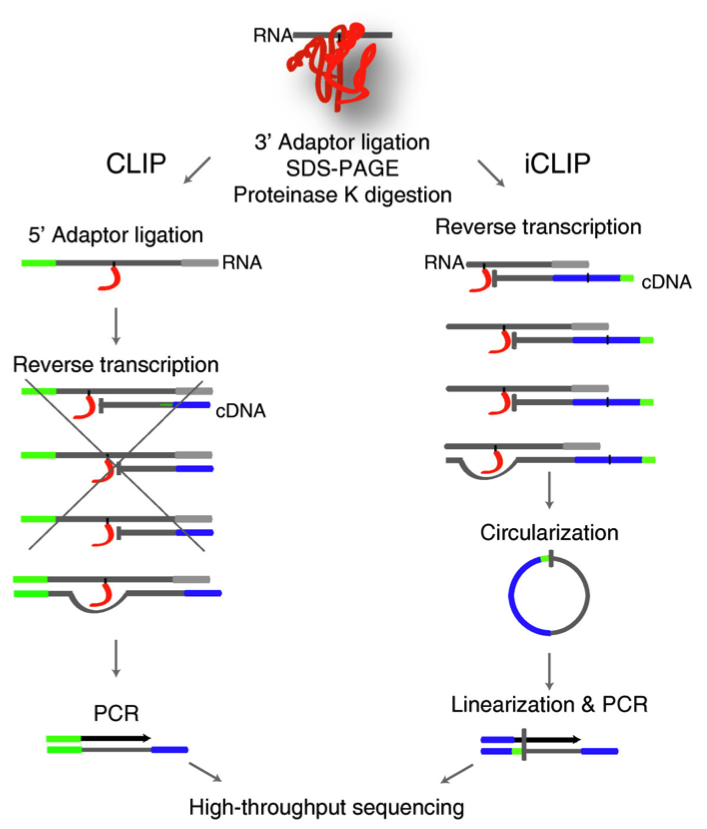 RNA
3’ Adaptor ligation
SDS-PAGE
Proteinase K digestion
CLIP
iCLIP
5’ Adaptor ligation
RNA
Reverse transcription
cDNA
PCR
Reverse transcription
RNA
cDNA
Circularization
Linearization & PCR
High-throughput sequencing